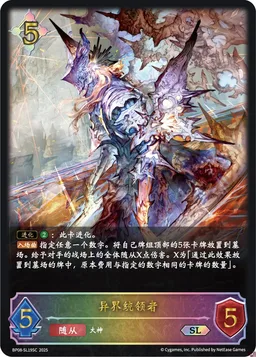 5
进化 2 ：此卡进化。
入场曲 指定任意一个数字。将自己牌组顶部的5张卡牌放置到墓
场。给予对手的战场上的全体随从X点伤害。X为「通过此效果放
置到墓场的牌中，原本费用与指定的数字相同的卡牌的数量」。
异界统领者
5
随从 大神
SL
5
BP08-SL19SC 2025
© Cygames, Inc. Published by NetEase Games